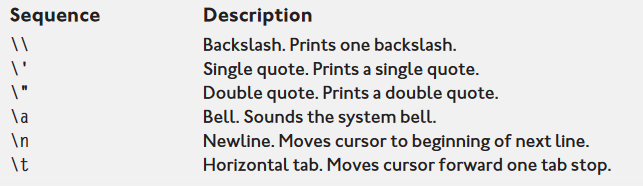 Sequence Description
\\ Backslash. Prints one backslash.
\' Single quote. Prints a single quote.
\" Double quote. Prints a double quote.
\a Bell. Sounds the system bell.
\n Newline. Moves cursor to beginning of next line.
\t Horizontal tab. Moves cursor forward one tab stop.